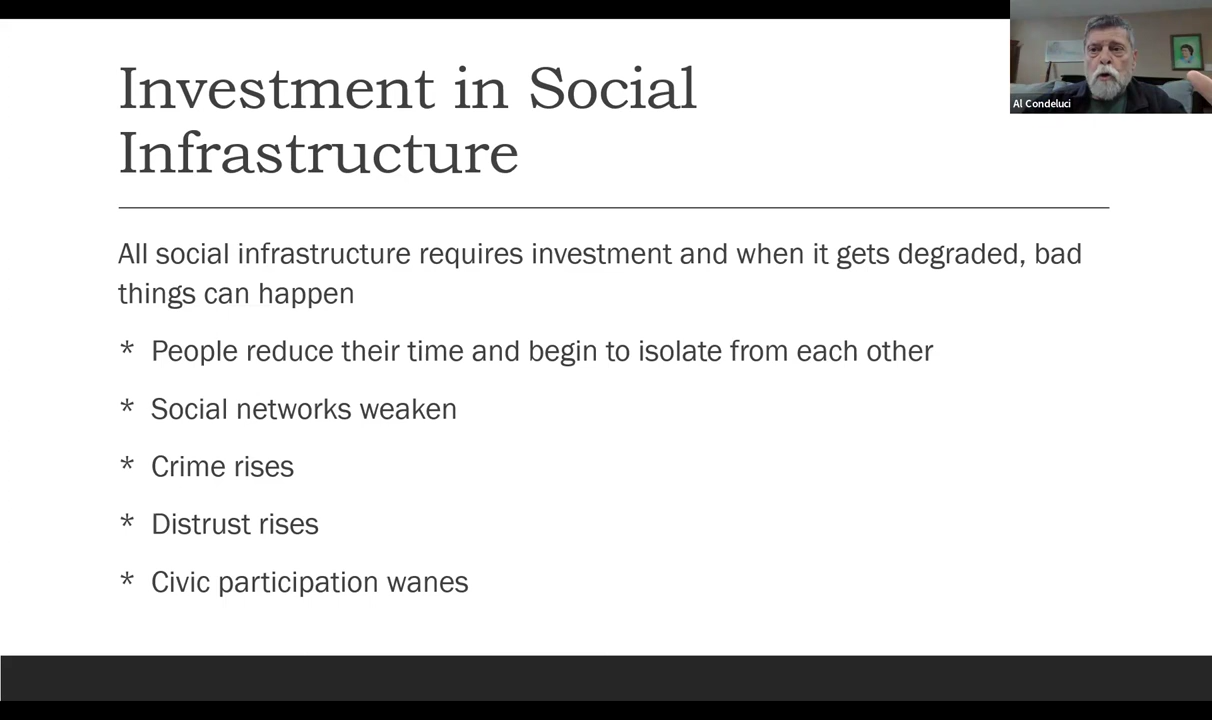 Investment in Social
Infrastructure
Al Condeluci
All social infrastructure requires investment and when it gets degraded, bad
things can happen
* People reduce their time and begin to isolate from each other
* Social networks weaken
* Crime rises
* Distrust rises
* Civic participation wanes